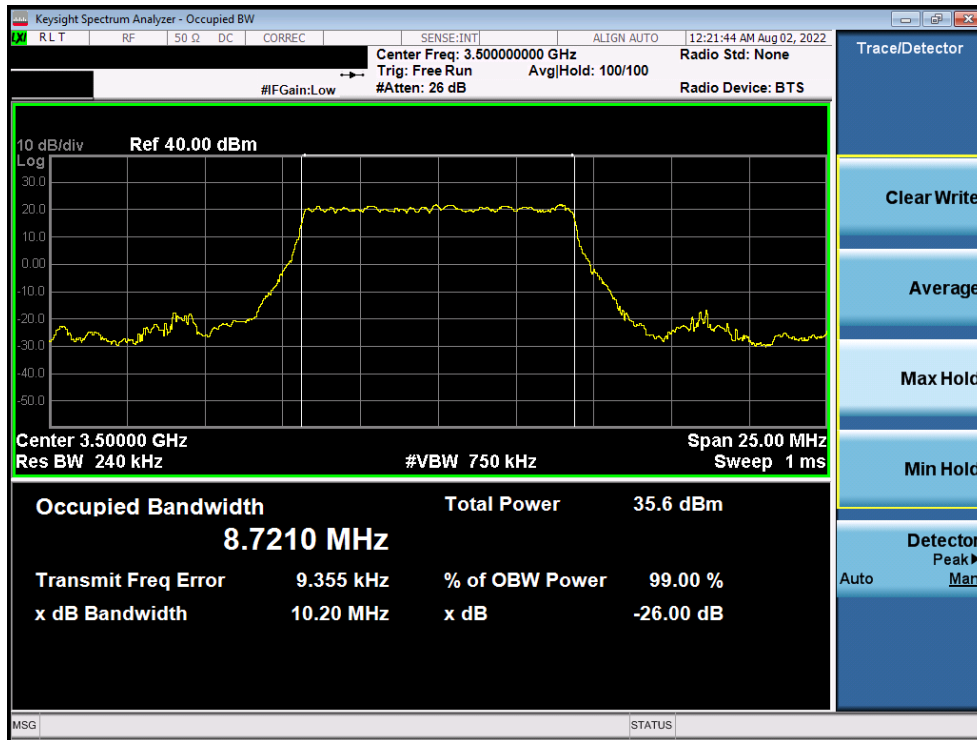 Keysight Spectrum Analyzer - Occupied BW
LXI RLT RF 50 Ω DC CORREC SENSE:INT ALIGN AUTO 12:21:44 AM Aug 02, 2022
Center Freq: 3.500000000 GHz Radio Std: None
Trig: Free Run Avg|Hold: 100/100
#IFGain:Low #Atten: 26 dB Radio Device: BTS
Trace/Detector
10 dB/div Ref 40.00 dBm
Log
30.0
20.0
10.0
0.00
-10.0
-20.0
-30.0
-40.0
-50.0
Center 3.50000 GHz Span 25.00 MHz
Res BW 240 kHz #VBW 750 kHz Sweep 1 ms
Occupied Bandwidth Total Power 35.6 dBm
8.7210 MHz
Transmit Freq Error 9.355 kHz % of OBW Power 99.00 %
x dB Bandwidth 10.20 MHz x dB -26.00 dB
Clear Write
Average
Max Hold
Min Hold
Detector
Peak▶
Auto Man
MSG STATUS